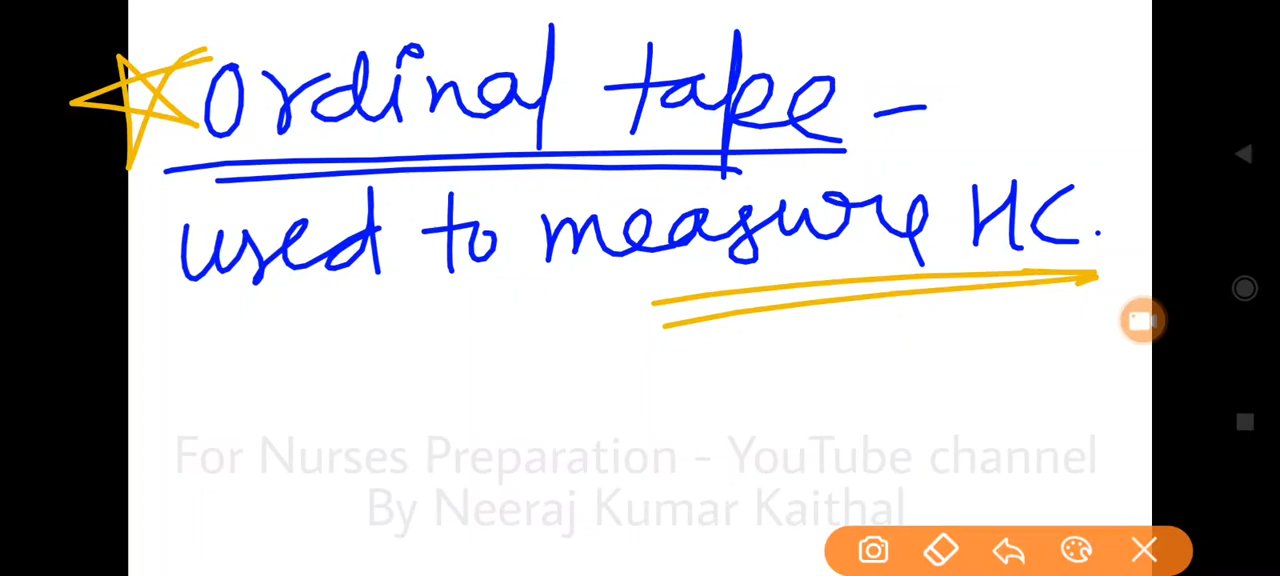 ordinal tape -
used to measure HC.
For Nurses Preparation - YouTube channel
By Neeraj Kumar Kaithal